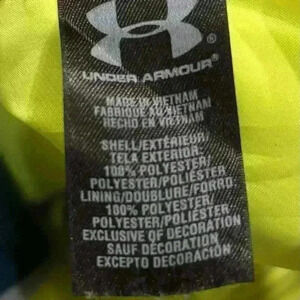 UNDER ARMOUR®
MADE IN VIETNAM
FABRIQUÉ AU VIETNAM
HECHO EN VIETNAM
SHELL/EXTÉRIEUR/
TELA EXTERIOR:
100% POLYESTER/
POLYESTER/POLIÉSTER
LINING/DOUBLURE/FORRO:
100% POLYESTER/
POLYESTER/POLIÉSTER
EXCLUSIVE OF DECORATION
SAUF DÉCORATION
EXCEPTO DECORACIÓN